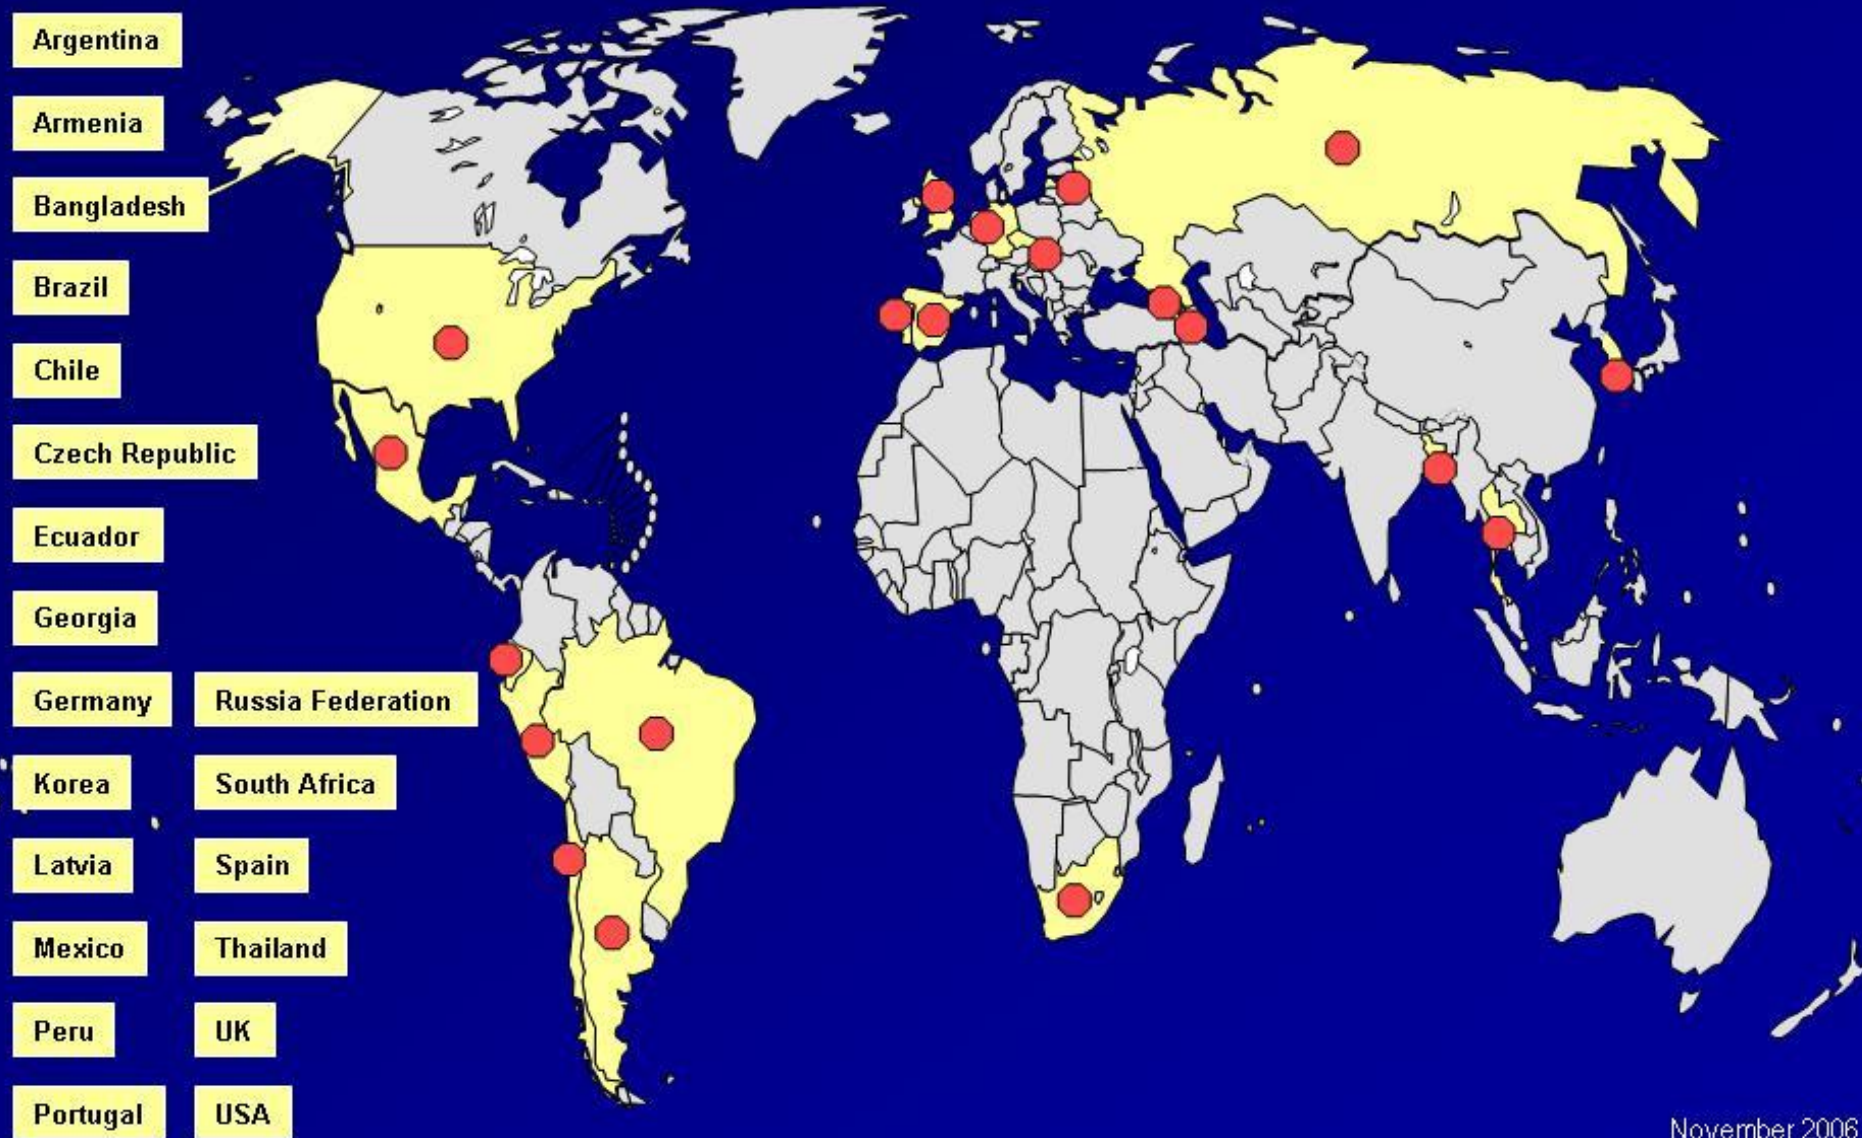 Argentina
Armenia
Bangladesh
Brazil
Chile
Czech Republic
Ecuador
Georgia
Germany
Russia Federation
Korea
South Africa
Latvia
Spain
Mexico
Thailand
Peru
UK
Portugal
USA
November 2006